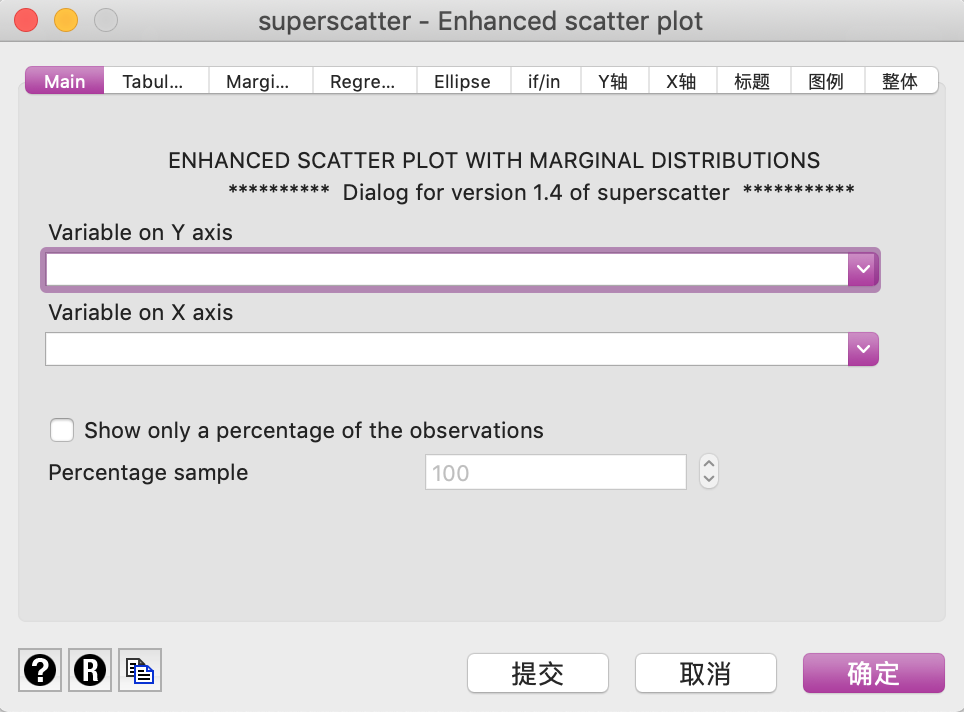 superscatter - Enhanced scatter plot
Main Tabul... Margi... Regre... Ellipse if/in Y轴 X轴 标题 图例 整体
ENHANCED SCATTER PLOT WITH MARGINAL DISTRIBUTIONS
********** Dialog for version 1.4 of superscatter ***********
Variable on Y axis
Variable on X axis
Show only a percentage of the observations
Percentage sample 100
? R 提交 取消 确定